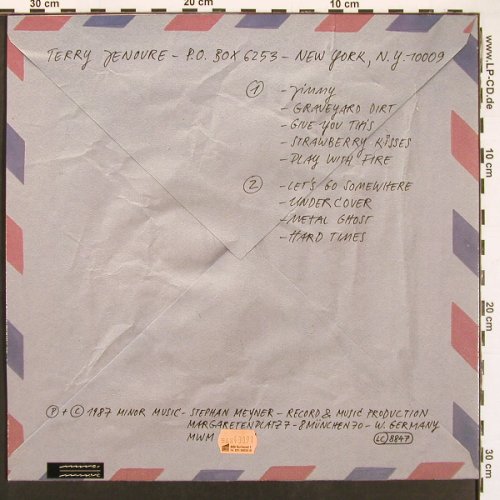 30 cm
20 cm
10 cm
TERRY JENOURE - P.O. BOX 6253 - NEW YORK, N.Y. 10009
1 - Jimmy
- GRAVEYARD DIRT
- GIVE YOU THIS
- STRAWBERRY KISSES
- PLAY WITH FIRE
2 - LET'S GO SOMEWHERE
- UNDERCOVER
- METAL GHOST
- HARD TIMES
P + C 1987 MINOR MUSIC - STEPHAN MEYNER - RECORD & MUSIC PRODUCTION
MARGARETENPLATZ 7 - 8 MÜNCHEN 70 - W. GERMANY
MWM
LC 8847
www.LP-CD.de
10 cm
20 cm
30 cm